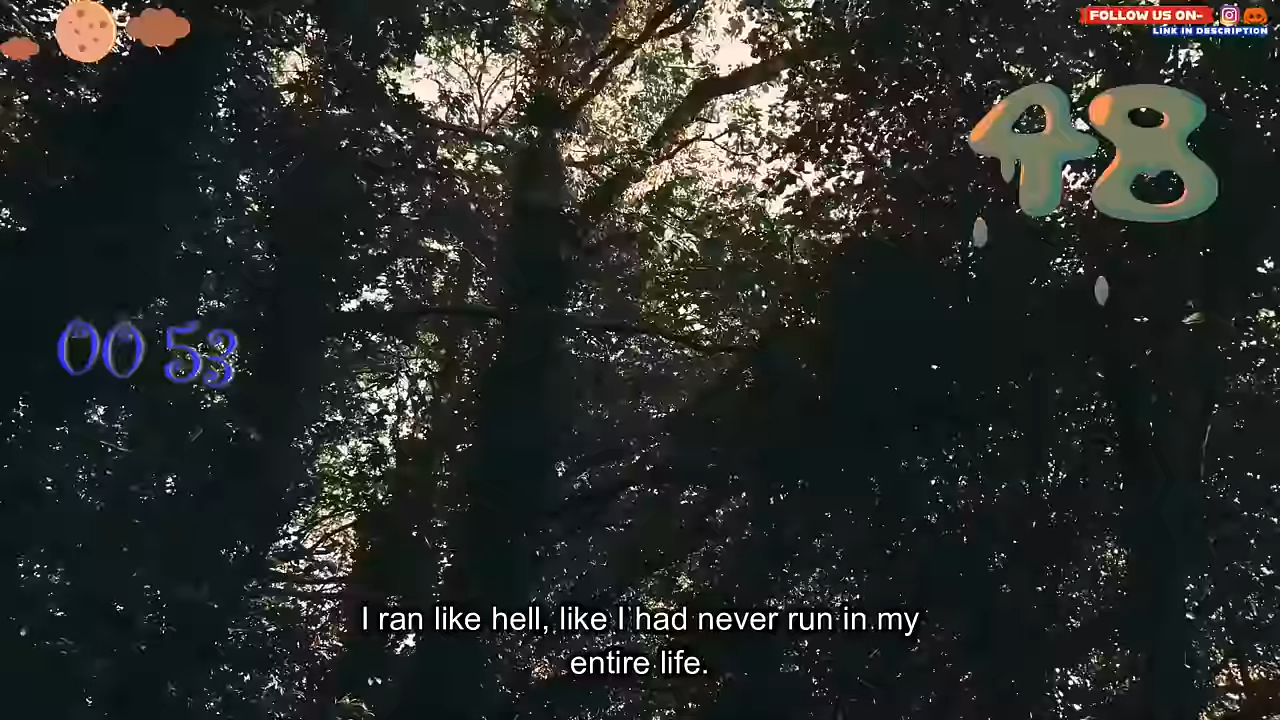 FOLLOW US ON-
LINK IN DESCRIPTION
48
00 53
I ran like hell, like I had never run in my
entire life.